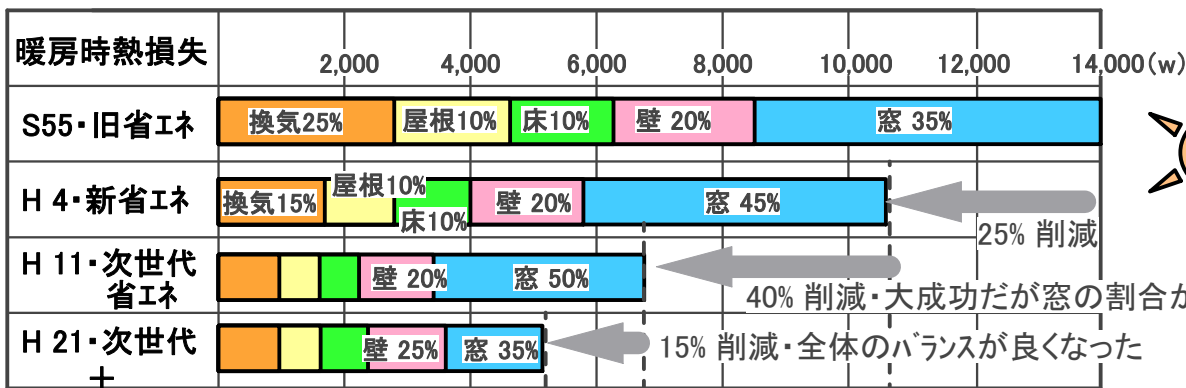 暖房時熱損失
2,000 4,000 6,000 8,000 10,000 12,000 14,000(w)
S55・旧省エネ
換気25% 屋根10% 床10% 壁 20% 窓 35%
H 4・新省エネ
換気15% 屋根10% 床10% 壁 20% 窓 45%
25% 削減
H 11・次世代
省エネ
壁 20% 窓 50%
40% 削減・大成功だが窓の割合が
H 21・次世代
+
壁 25% 窓 35%
15% 削減・全体のバランスが良くなった